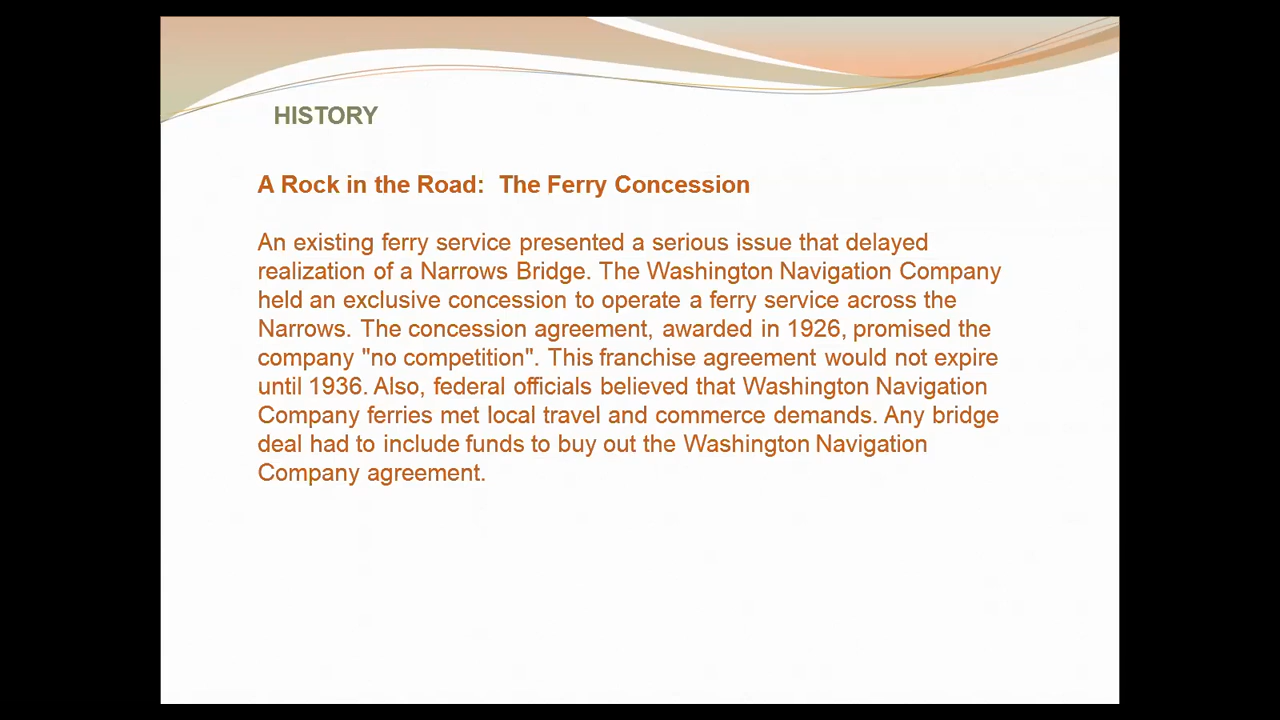 HISTORY
A Rock in the Road:  The Ferry Concession
An existing ferry service presented a serious issue that delayed
realization of a Narrows Bridge. The Washington Navigation Company
held an exclusive concession to operate a ferry service across the
Narrows. The concession agreement, awarded in 1926, promised the
company "no competition". This franchise agreement would not expire
until 1936. Also, federal officials believed that Washington Navigation
Company ferries met local travel and commerce demands. Any bridge
deal had to include funds to buy out the Washington Navigation
Company agreement.